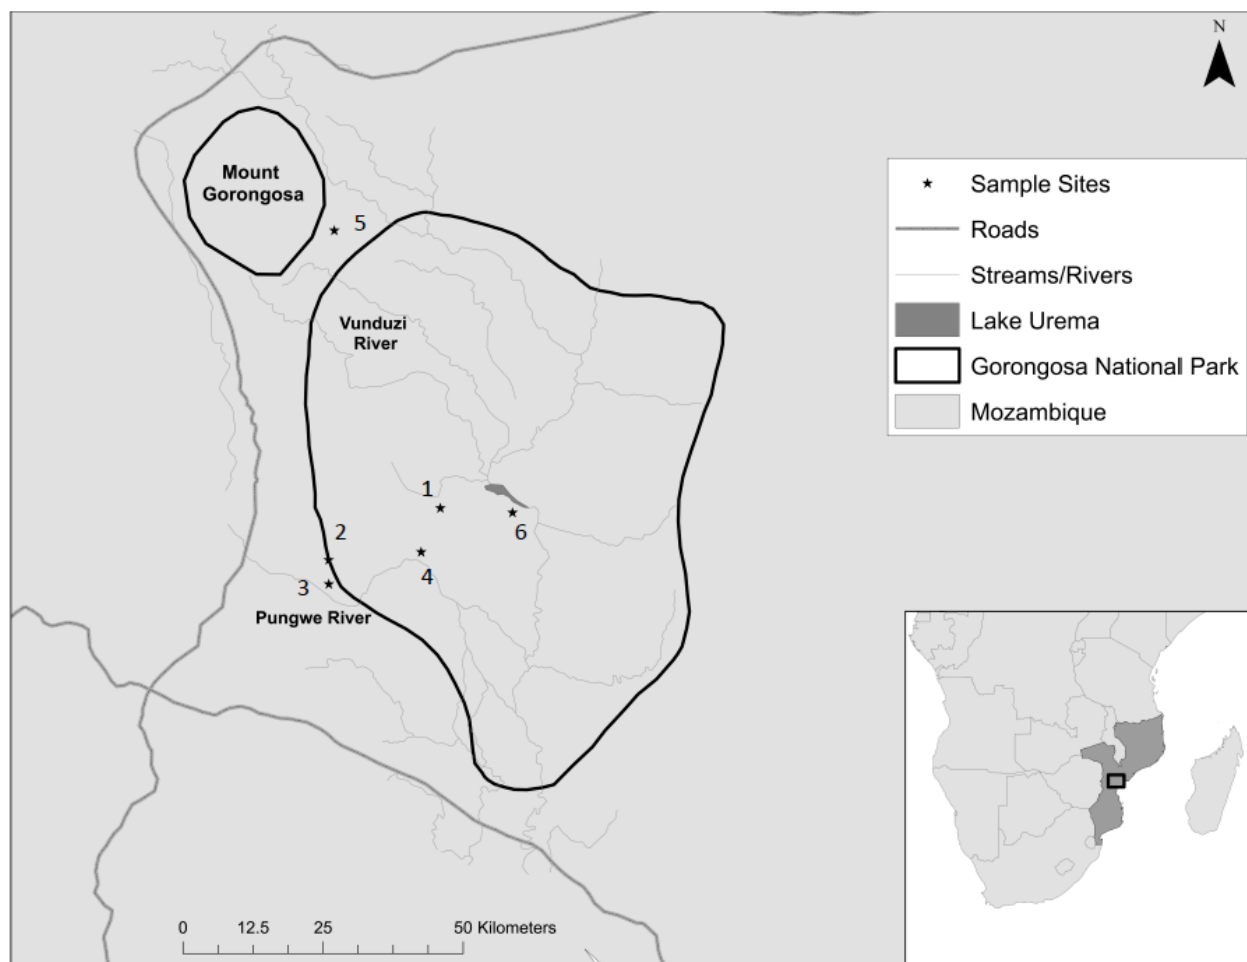 N
Mount
Gorongosa
5
Vunduzi
River
1
2
6
3
4
Pungwe River
Sample Sites
Roads
Streams/Rivers
Lake Urema
Gorongosa National Park
Mozambique
0 12.5 25 50 Kilometers